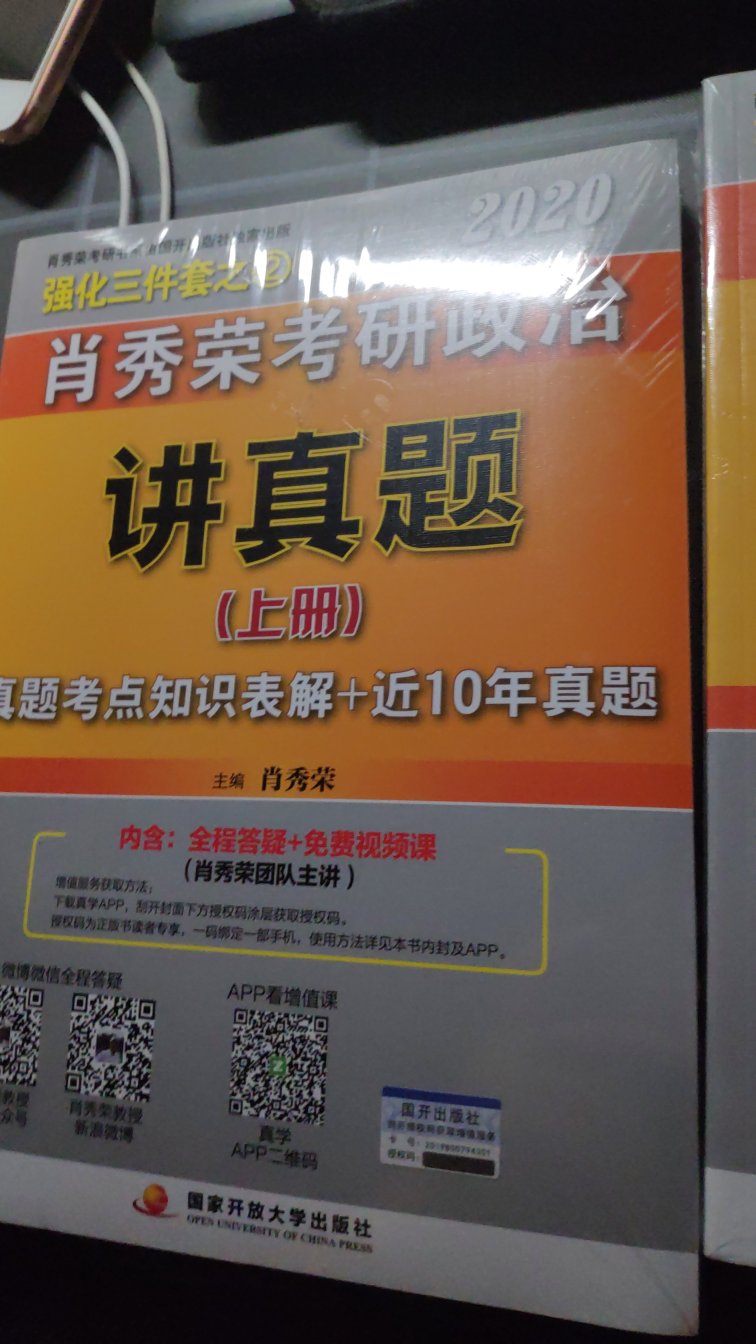 2020
强化三件套之②
肖秀荣考研政治
讲真题
（上册）
真题考点知识表解+近10年真题
主编 肖秀荣
内含：全程答疑+免费视频课
（肖秀荣团队主讲）
增值服务获取方法：
下载真学APP，刮开封面下方授权码涂层获取授权码。
授权码为正版书读者专享，一码绑定一部手机，使用方法详见本书内封及APP。
微博微信全程答疑
APP看增值课
教授
众号
肖秀荣教授
新浪微博
真学
APP二维码
国开出版社
卡 号：
授权码：
国家开放大学出版社
OPEN UNIVERSITY OF CHINA PRESS